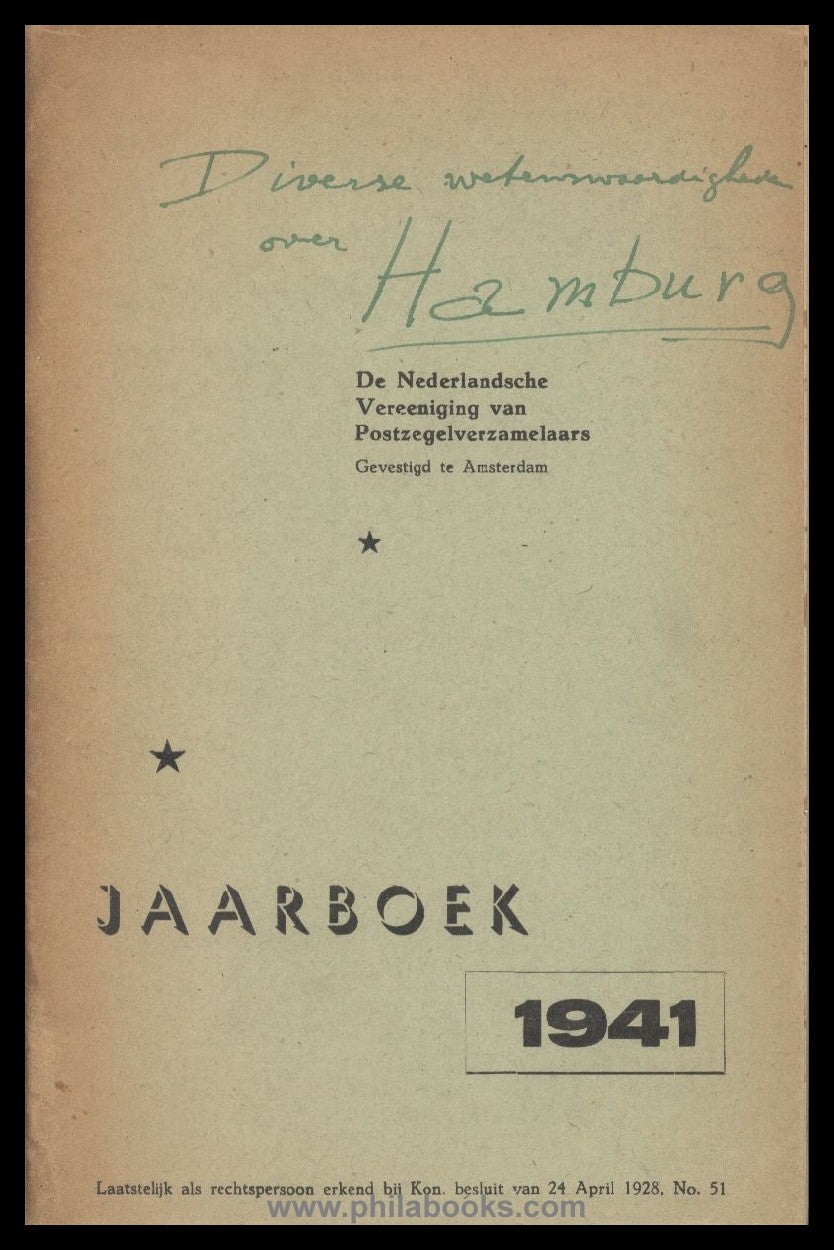 Diverse wetenswaardigheden
over Hamburg
De Nederlandsche
Vereeniging van
Postzegelverzamelaars
Gevestigd te Amsterdam
JAARBOEK
1941
Laatstelijk als rechtspersoon erkend bij Kon. besluit van 24 April 1928, No. 51
www.philabooks.com